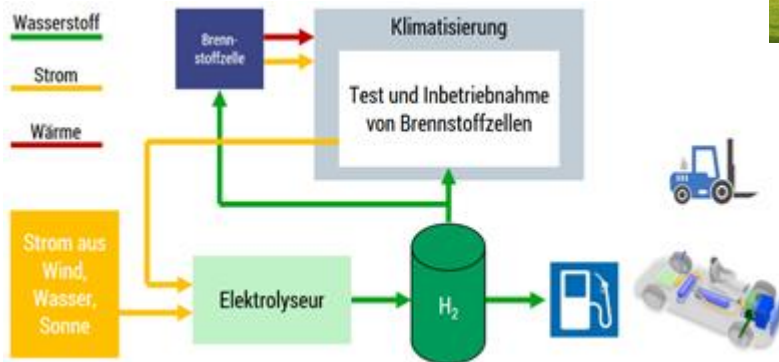 Wasserstoff
Strom
Wärme
Brenn-
stoffzelle
Klimatisierung
Test und Inbetriebnahme
von Brennstoffzellen
Strom aus
Wind,
Wasser,
Sonne
Elektrolyseur
H₂